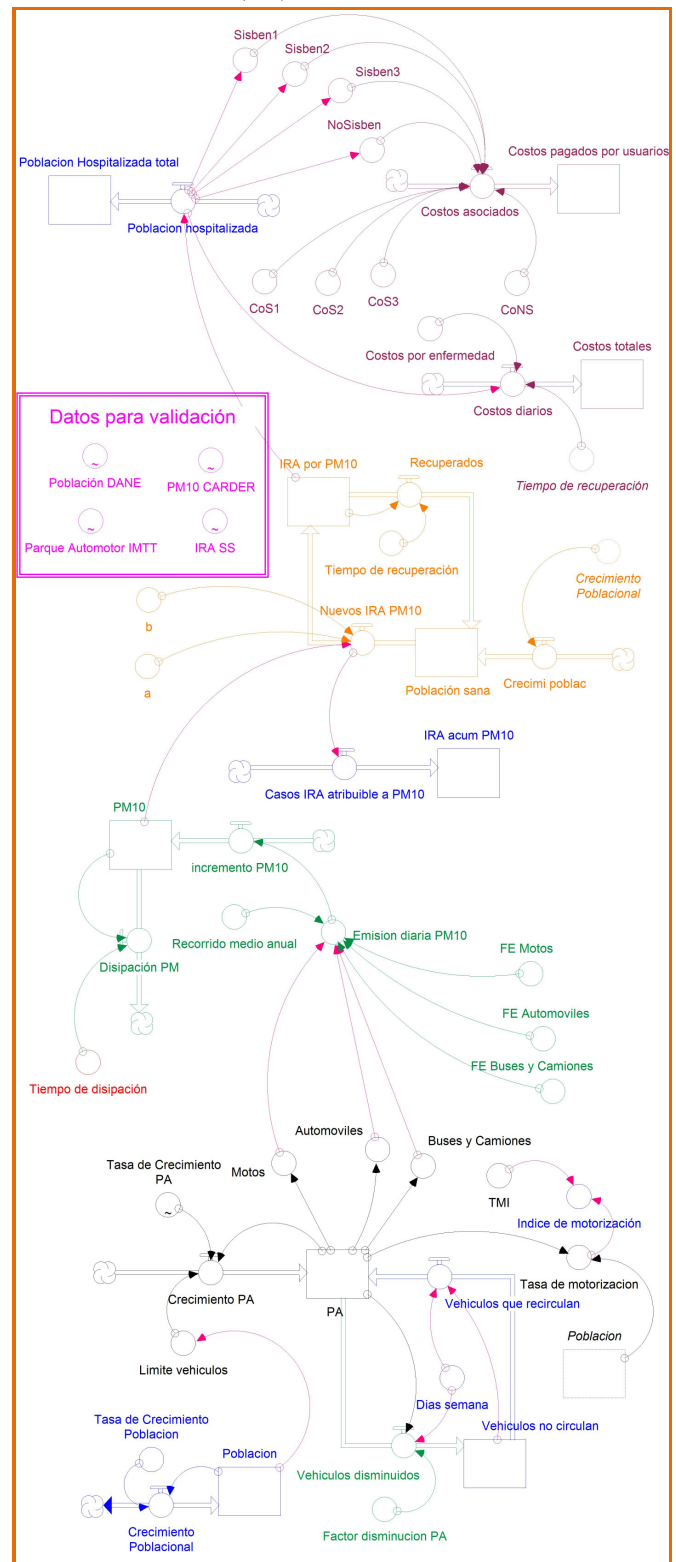 Sisben1
Sisben2
Sisben3
NoSisben
Poblacion Hospitalizada total
Costos pagados por usuarios
Costos asociados
Poblacion hospitalizada
CoS1
CoS2
CoS3
CoNS
Costos por enfermedad
Costos totales
Costos diarios
Datos para validación
~
Población DANE
~
PM10 CARDER
~
Parque Automotor IMTT
~
IRA SS
IRA por PM10
Recuperados
Tiempo de recuperación
Tiempo de recuperación
Crecimiento
Poblacional
b
Nuevos IRA PM10
a
Población sana
Crecimi poblac
IRA acum PM10
Casos IRA atribuible a PM10
PM10
incremento PM10
Recorrido medio anual
Emision diaria PM10
FE Motos
Disipación PM
FE Automoviles
FE Buses y Camiones
Tiempo de disipación
Automoviles
Buses y Camiones
Tasa de Crecimiento
PA
~
Motos
TMI
Indice de motorización
Crecimiento PA
PA
Vehiculos que recirculan
Tasa de motorizacion
Limite vehiculos
Poblacion
Dias semana
Tasa de Crecimiento
Poblacion
Poblacion
Vehiculos no circulan
Vehiculos disminuidos
Crecimiento
Poblacional
Factor disminucion PA